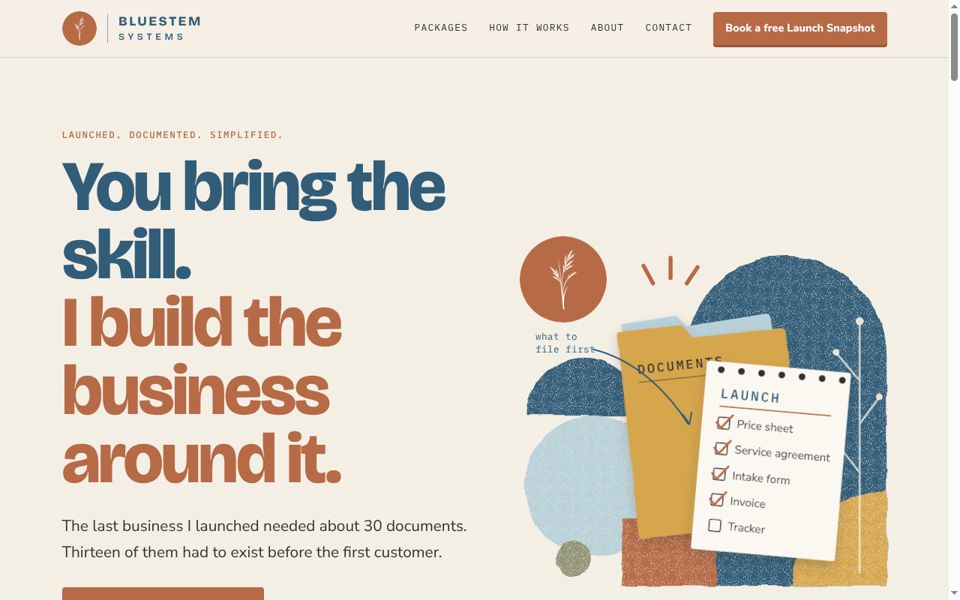 BLUESTEM
SYSTEMS
PACKAGES HOW IT WORKS ABOUT CONTACT Book a free Launch Snapshot
LAUNCHED. DOCUMENTED. SIMPLIFIED.
You bring the
skill.
I build the
business
around it.
The last business I launched needed about 30 documents.
Thirteen of them had to exist before the first customer.
what to
file first
DOCUMENTS
LAUNCH
Price sheet
Service agreement
Intake form
Invoice
Tracker